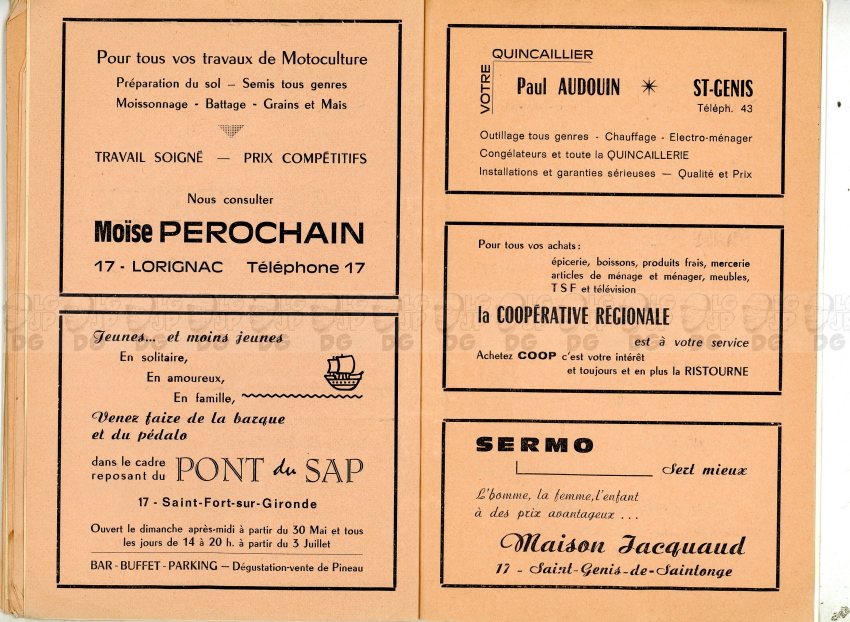 Pour tous vos travaux de Motoculture
Préparation du sol — Semis tous genres
Moissonnage - Battage - Grains et Mais
TRAVAIL SOIGNÉ — PRIX COMPÉTITIFS
Nous consulter
Moïse PEROCHAIN
17 - LORIGNAC Téléphone 17
Jeunes... et moins jeunes
En solitaire,
En amoureux,
En famille,
Venez faire de la barque
et du pédalo
dans le cadre
reposant du PONT du SAP
17 - Saint-Fort-sur-Gironde
Ouvert le dimanche après-midi à partir du 30 Mai et tous
les jours de 14 à 20 h. à partir du 3 Juillet
BAR - BUFFET - PARKING — Dégustation-vente de Pineau
VOTRE
QUINCAILLIER
Paul AUDOUIN ST-GENIS
Téléph. 43
Outillage tous genres - Chauffage - Electro-ménager
Congélateurs et toute la QUINCAILLERIE
Installations et garanties sérieuses — Qualité et Prix
Pour tous vos achats :
épicerie, boissons, produits frais, mercerie
articles de ménage et ménager, meubles,
TSF et télévision
la COOPÉRATIVE RÉGIONALE
est à votre service
Achetez COOP c'est votre intérêt
et toujours et en plus la RISTOURNE
SERMO
Sert mieux
L'homme, la femme, l'enfant
à des prix avantageux ...
Maison Jacquaud
17 - Saint-Genis-de-Saintonge
LG JP DG